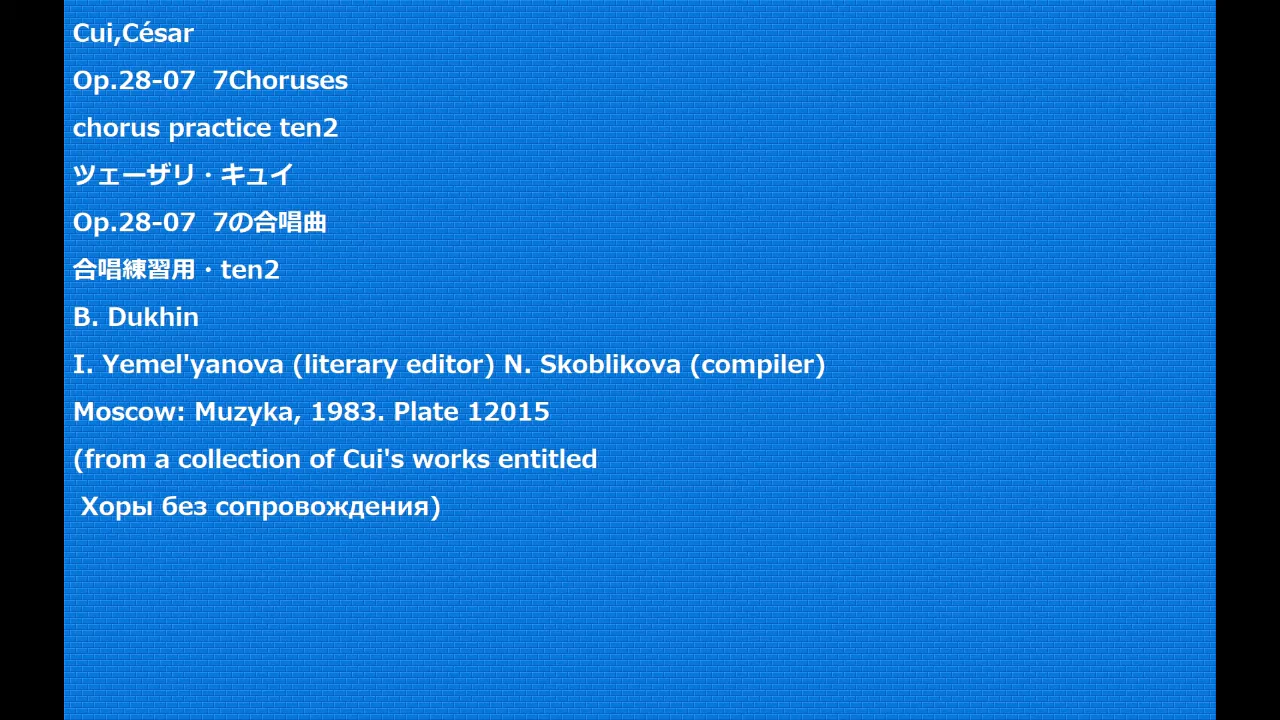 Cui,César
Op.28-07  7Choruses
chorus practice ten2
ツェーザリ・キュイ
Op.28-07  7の合唱曲
合唱練習用・ten2
B. Dukhin
I. Yemel'yanova (literary editor) N. Skoblikova (compiler)
Moscow: Muzyka, 1983. Plate 12015
(from a collection of Cui's works entitled
Хоры без сопровождения)